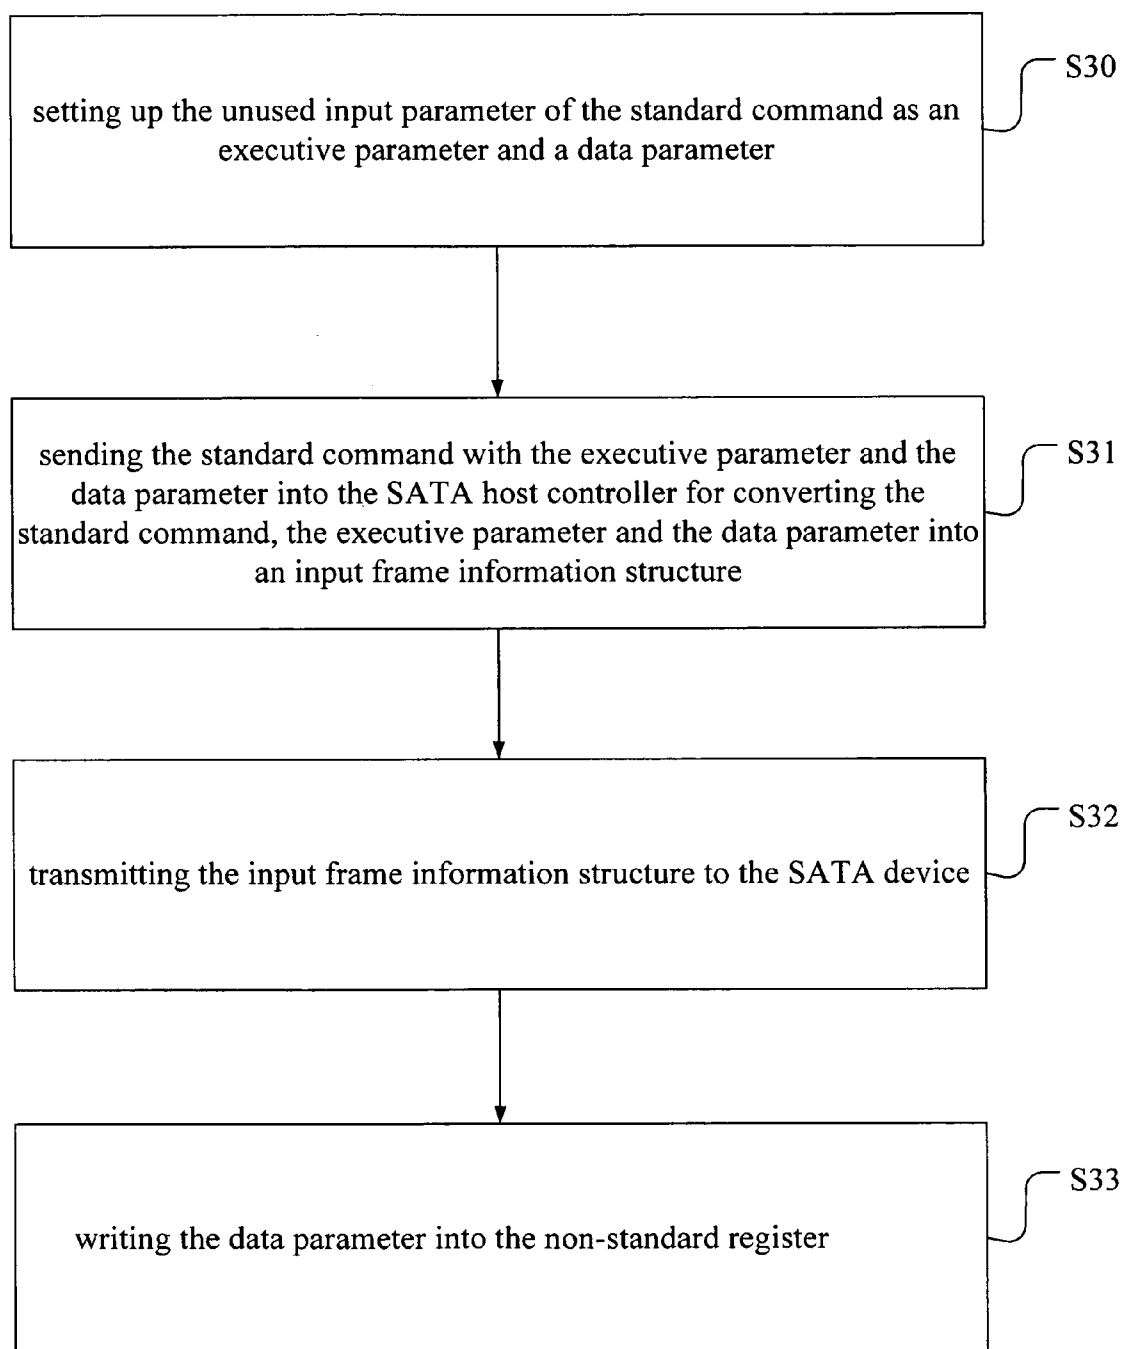 S30
setting up the unused input parameter of the standard command as an
executive parameter and a data parameter
S31
sending the standard command with the executive parameter and the
data parameter into the SATA host controller for converting the
standard command, the executive parameter and the data parameter into
an input frame information structure
S32
transmitting the input frame information structure to the SATA device
S33
writing the data parameter into the non-standard register